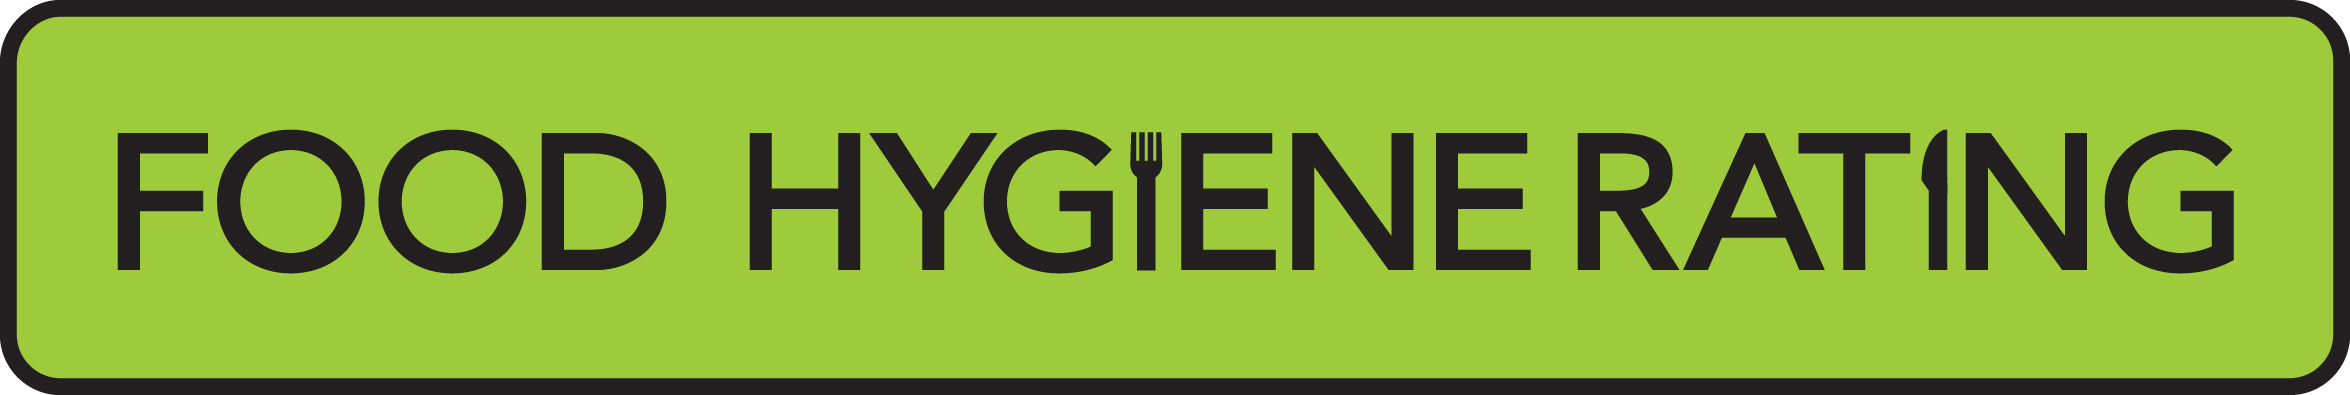 FOOD HYGIENE RATING